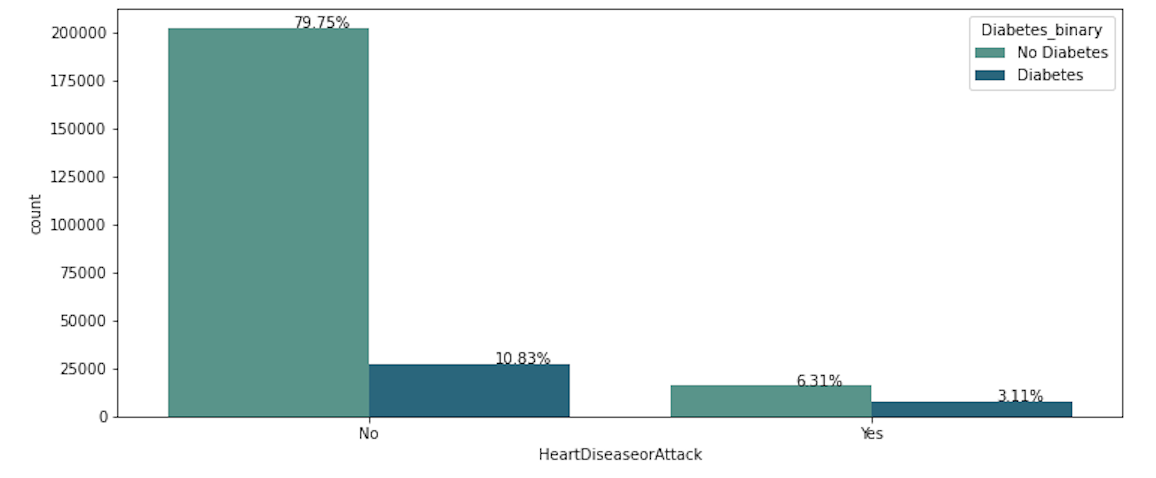 79.75%
Diabetes_binary
No Diabetes
Diabetes
200000
175000
150000
125000
100000
75000
50000
25000
0
count
10.83%
6.31%
3.11%
No
Yes
HeartDiseaseorAttack